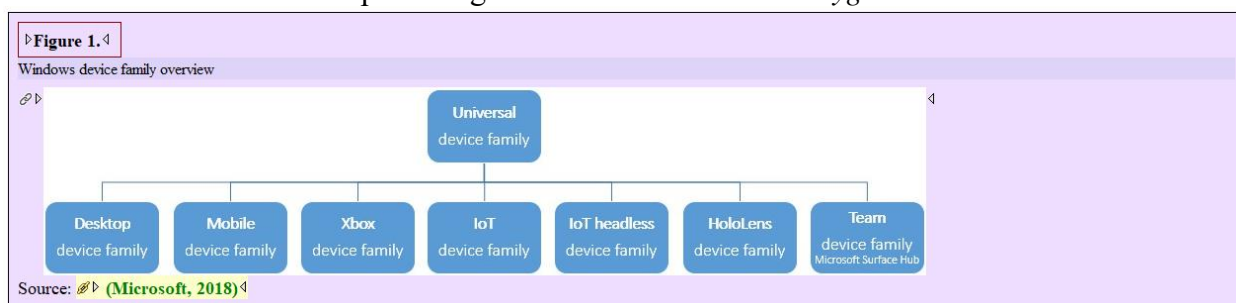 Figure 1.
Windows device family overview
Universal
device family
Desktop
device family
Mobile
device family
Xbox
device family
IoT
device family
IoT headless
device family
HoloLens
device family
Team
device family
Microsoft Surface Hub
Source: (Microsoft, 2018)